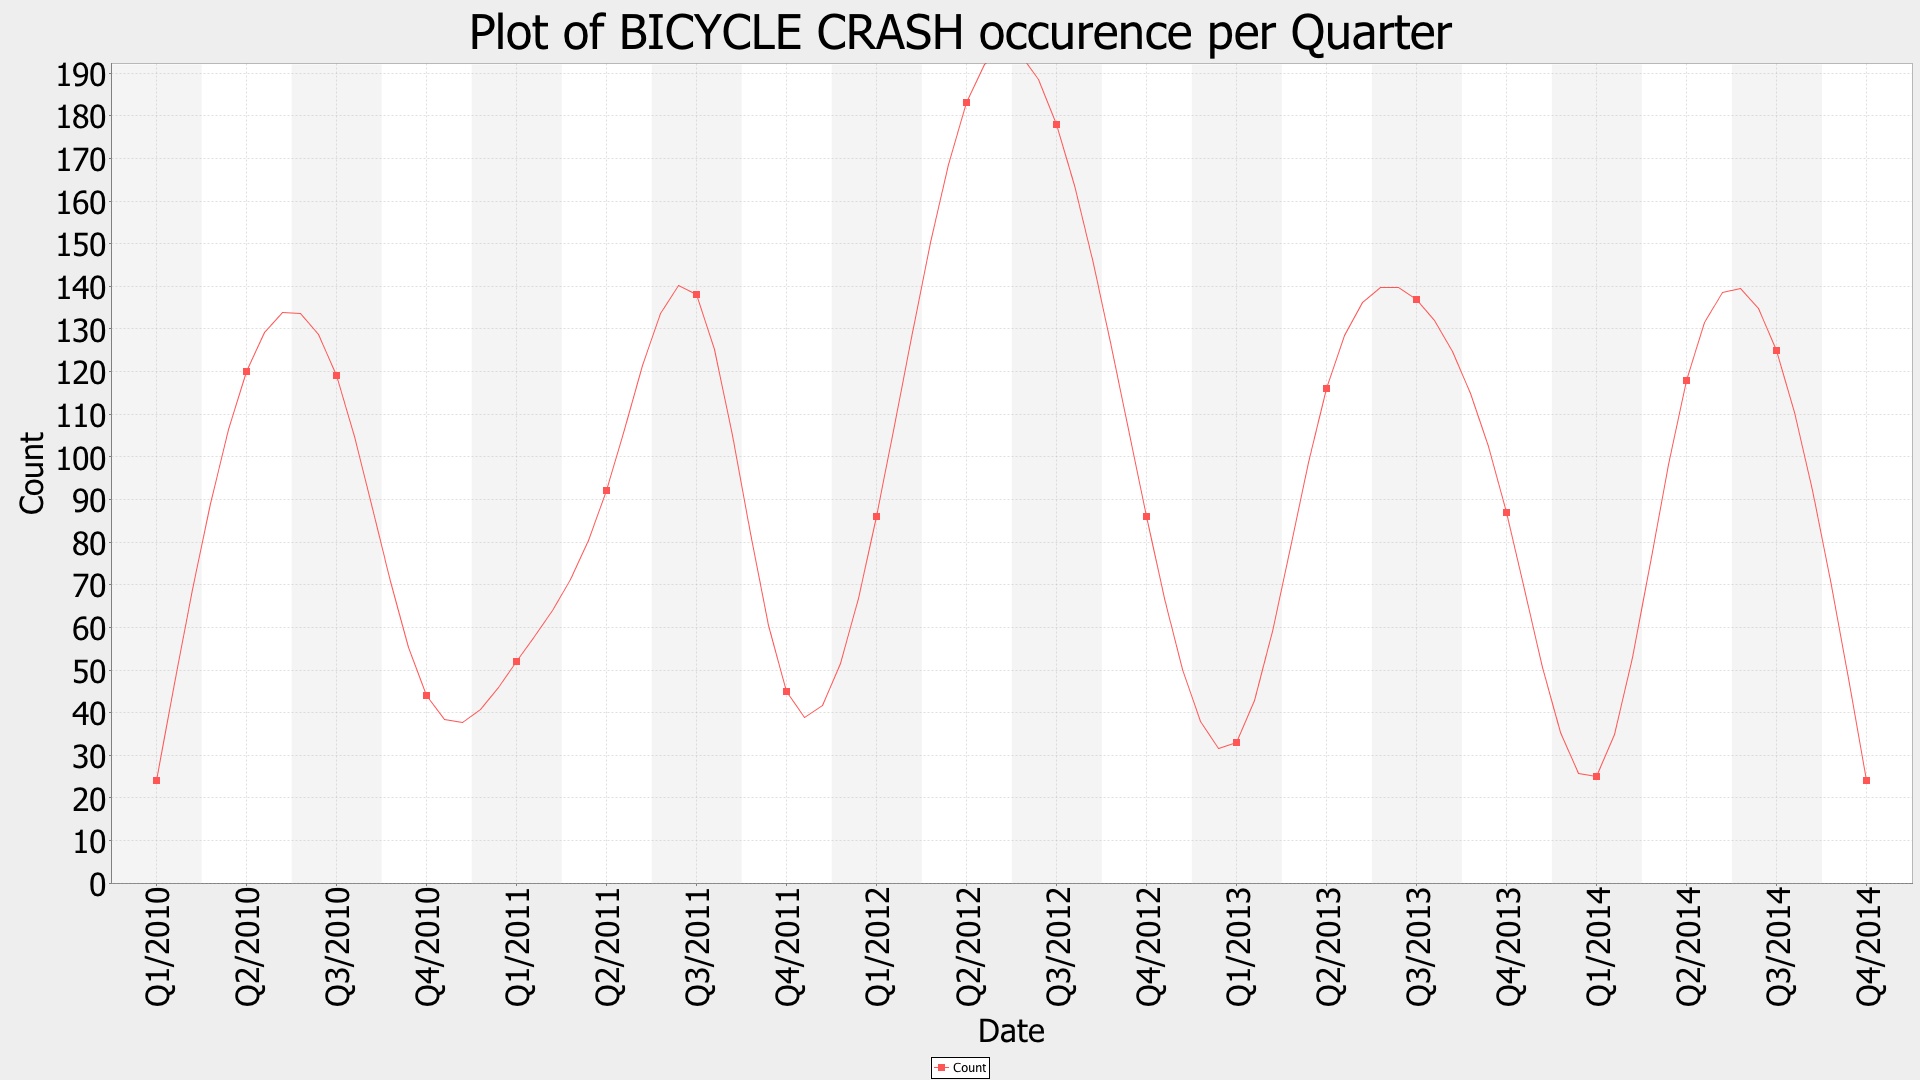 Plot of BICYCLE CRASH occurence per Quarter
190
180
170
160
150
140
130
120
110
100
90
80
70
60
50
40
30
20
10
0
Count
Q1/2010
Q2/2010
Q3/2010
Q4/2010
Q1/2011
Q2/2011
Q3/2011
Q4/2011
Q1/2012
Q2/2012
Q3/2012
Q4/2012
Q1/2013
Q2/2013
Q3/2013
Q4/2013
Q1/2014
Q2/2014
Q3/2014
Q4/2014
Date
Count